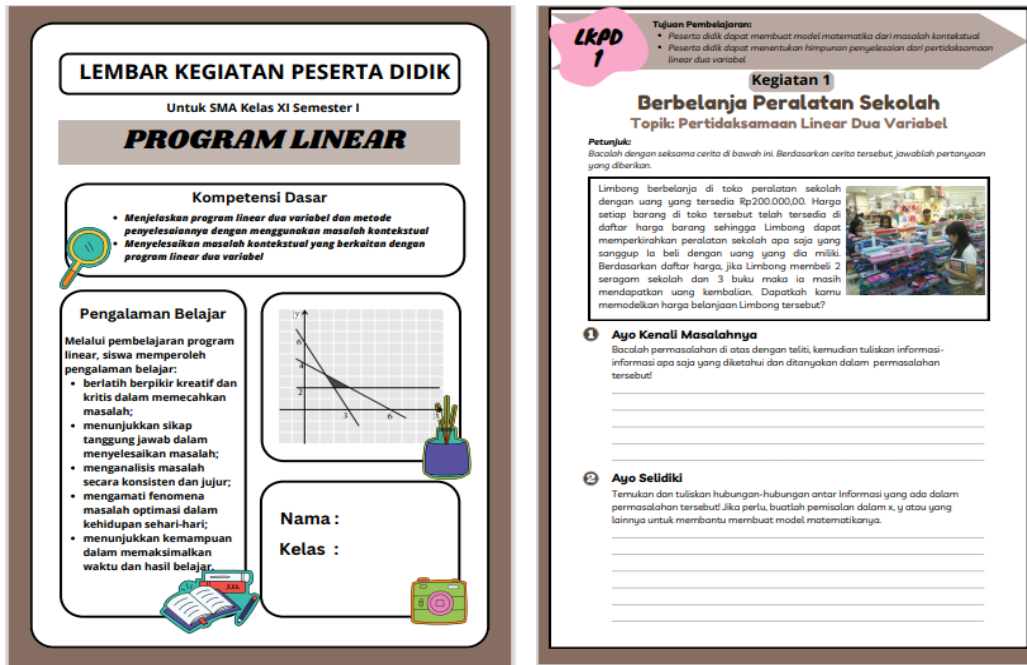 LEMBAR KEGIATAN PESERTA DIDIK
Untuk SMA Kelas XI Semester I
PROGRAM LINEAR
Kompetensi Dasar
• Menjelaskan program linear dua variabel dan metode
penyelesaiannya dengan menggunakan masalah kontekstual
• Menyelesaikan masalah kontekstual yang berkaitan dengan
program linear dua variabel
Pengalaman Belajar
Melalui pembelajaran program
linear, siswa memperoleh
pengalaman belajar:
• berlatih berpikir kreatif dan
kritis dalam memecahkan
masalah;
• menunjukkan sikap
tanggung jawab dalam
menyelesaikan masalah;
• menganalisis masalah
secara konsisten dan jujur;
• mengamati fenomena
masalah optimasi dalam
kehidupan sehari-hari;
• menunjukkan kemampuan
dalam memaksimalkan
waktu dan hasil belajar.
y
6
4
2
3
6
x
Nama :
Kelas :
LKPD
1
Tujuan Pembelajaran:
• Peserta didik dapat membuat model matematika dari masalah kontekstual
• Peserta didik dapat menentukan himpunan penyelesaian dari pertidaksamaan
linear dua variabel
Kegiatan 1
Berbelanja Peralatan Sekolah
Topik: Pertidaksamaan Linear Dua Variabel
Petunjuk:
Bacalah dengan seksama cerita di bawah ini. Berdasarkan cerita tersebut, jawablah pertanyaan
yang diberikan.
Limbong berbelanja di toko peralatan sekolah
dengan uang yang tersedia Rp200.000,00. Harga
setiap barang di toko tersebut telah tersedia di
daftar harga barang sehingga Limbong dapat
memperkirahkan peralatan sekolah apa saja yang
sanggup Ia beli dengan uang yang dia miliki.
Berdasarkan daftar harga, jika Limbong membeli 2
seragam sekolah dan 3 buku maka ia masih
mendapatkan uang kembalian. Dapatkah kamu
memodelkan harga belanjaan Limbong tersebut?
1 Ayo Kenali Masalahnya
Bacalah permasalahan di atas dengan teliti, kemudian tuliskan informasi-
informasi apa saja yang diketahui dan ditanyakan dalam permasalahan
tersebut!
2 Ayo Selidiki
Temukan dan tuliskan hubungan-hubungan antar Informasi yang ada dalam
permasalahan tersebut! Jika perlu, buatlah pemisalan dalam x, y atau yang
lainnya untuk membantu membuat model matematikanya.